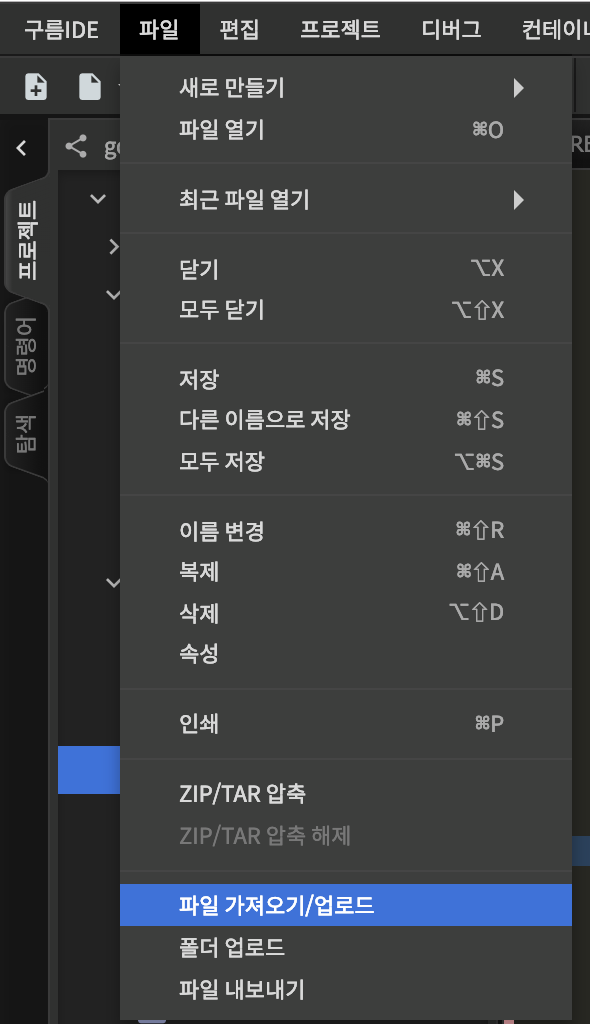 구름IDE 파일 편집 프로젝트 디버그 컨테이너
새로 만들기
파일 열기 ⌘O
최근 파일 열기
닫기 ⌥X
모두 닫기 ⌥⇧X
저장 ⌘S
다른 이름으로 저장 ⌘⇧S
모두 저장 ⌥⌘S
이름 변경 ⌘⇧R
복제 ⌘⇧A
삭제 ⌥⇧D
속성
인쇄 ⌘P
ZIP/TAR 압축
ZIP/TAR 압축 해제
파일 가져오기/업로드
폴더 업로드
파일 내보내기
프로젝트
명령어
탐색